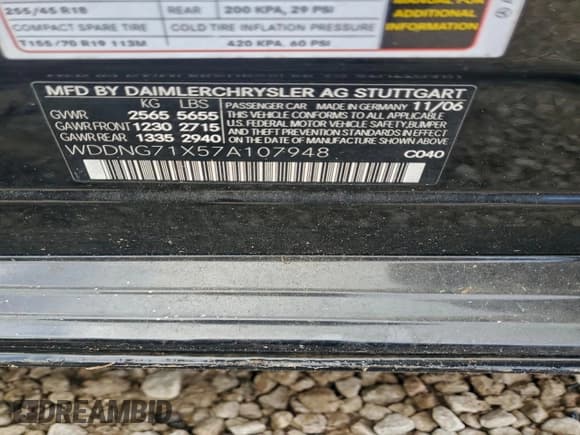 255/45 R18 REAR 200 KPA, 29 PSI
MANUAL FOR
ADDITIONAL
INFORMATION
COMPACT SPARE TIRE COLD TIRE INFLATION PRESSURE
T155/70 R19 113M 420 KPA, 60 PSI
MFD BY DAIMLERCHRYSLER AG STUTTGART
KG LBS PASSENGER CAR MADE IN GERMANY 11/06
GVWR 2565 5655
GAWR FRONT 1230 2715
GAWR REAR 1335 2940
THIS VEHICLE CONFORMS TO ALL APPLICABLE
U.S. FEDERAL MOTOR VEHICLE SAFETY, BUMPER
AND THEFT PREVENTION STANDARDS IN EFFECT ON
THE DATE OF MANUFACTURE SHOWN ABOVE.
WDDNG71X57A107948 C040
DREAMBID